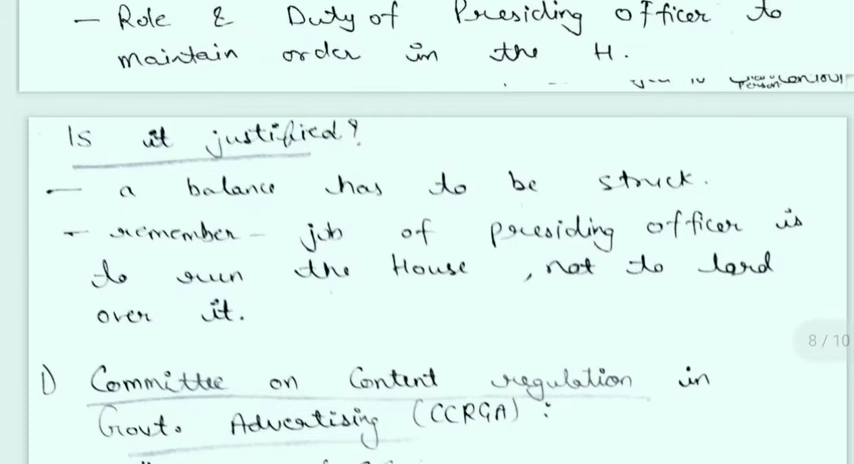 — Role & Duty of Presiding officer to
maintain order in the H.
Person
Is it justified?
— a balance has to be struck.
- remember - job of presiding officer is
to run the House, not to lord
over it.
8/10
1) Committee on Content regulation in
Govt. Advertising (CCRGA) :